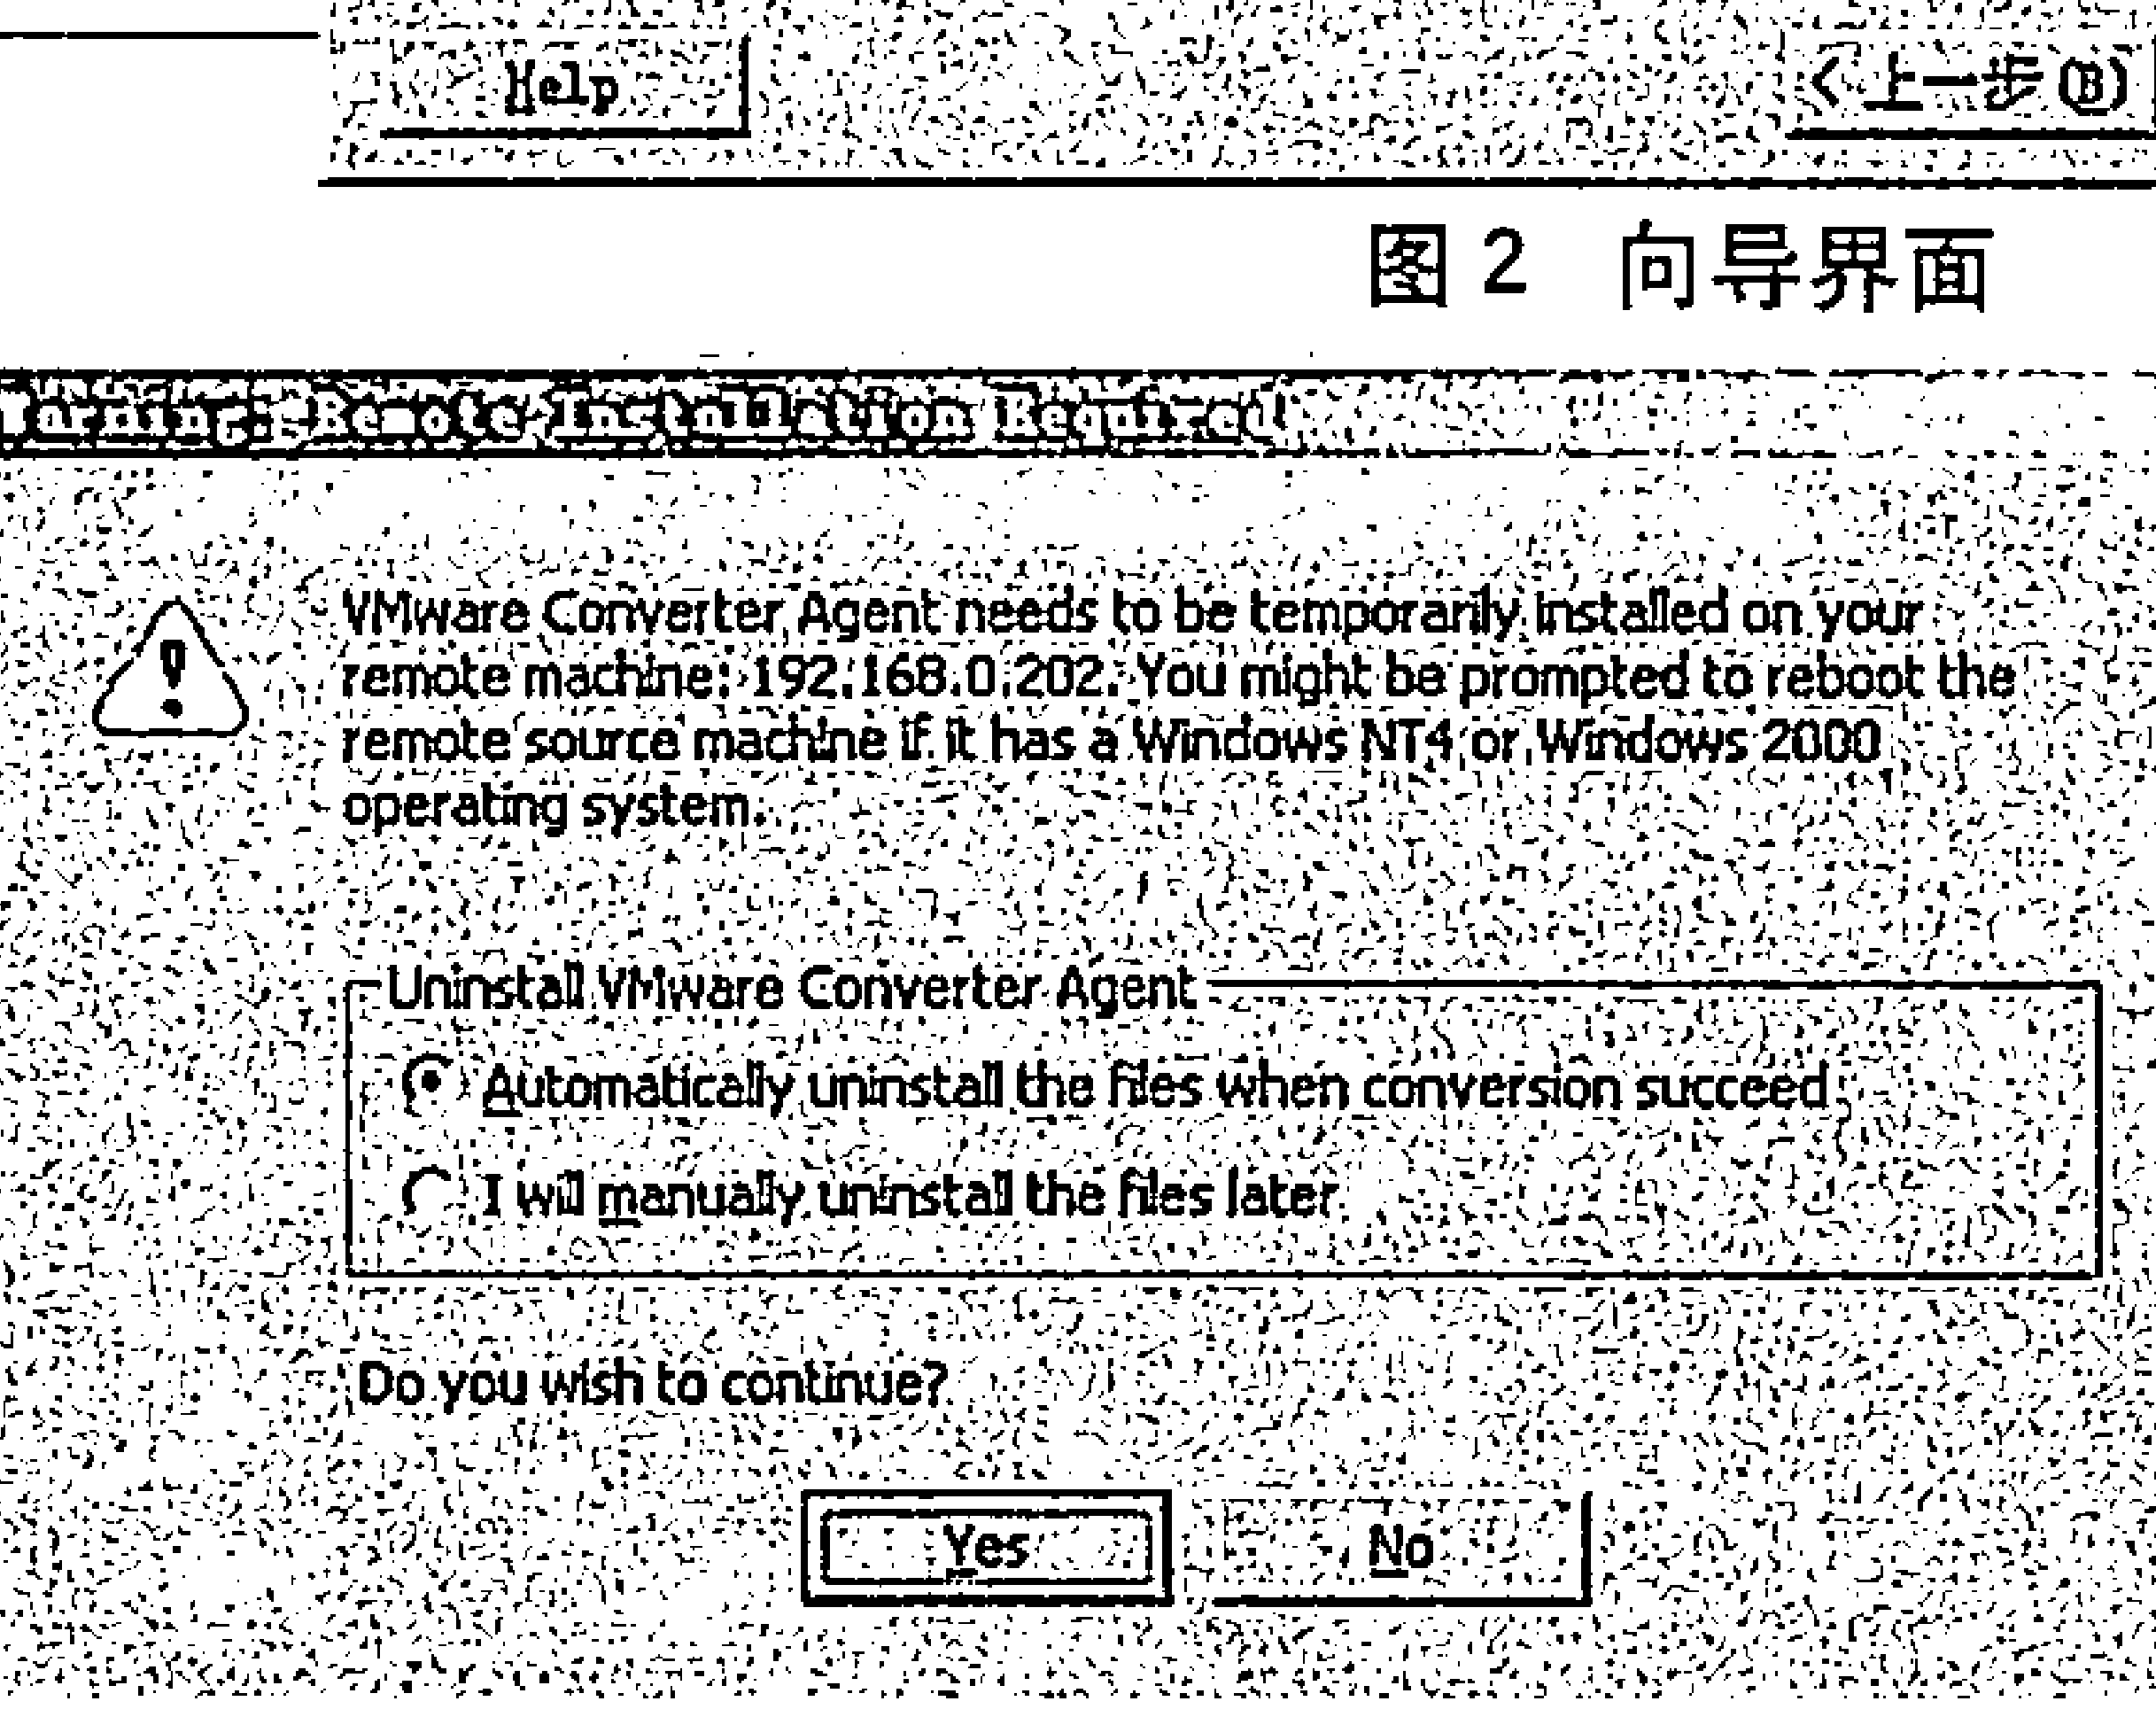 Help
<上一步(B)
图 2 向导界面
Warning: Remote Installation Required
VMware Converter Agent needs to be temporarily installed on your
remote machine: 192.168.0.202. You might be prompted to reboot the
remote source machine if it has a Windows NT4 or Windows 2000
operating system.
Uninstall VMware Converter Agent
Automatically uninstall the files when conversion succeed
I will manually uninstall the files later
Do you wish to continue?
Yes
No